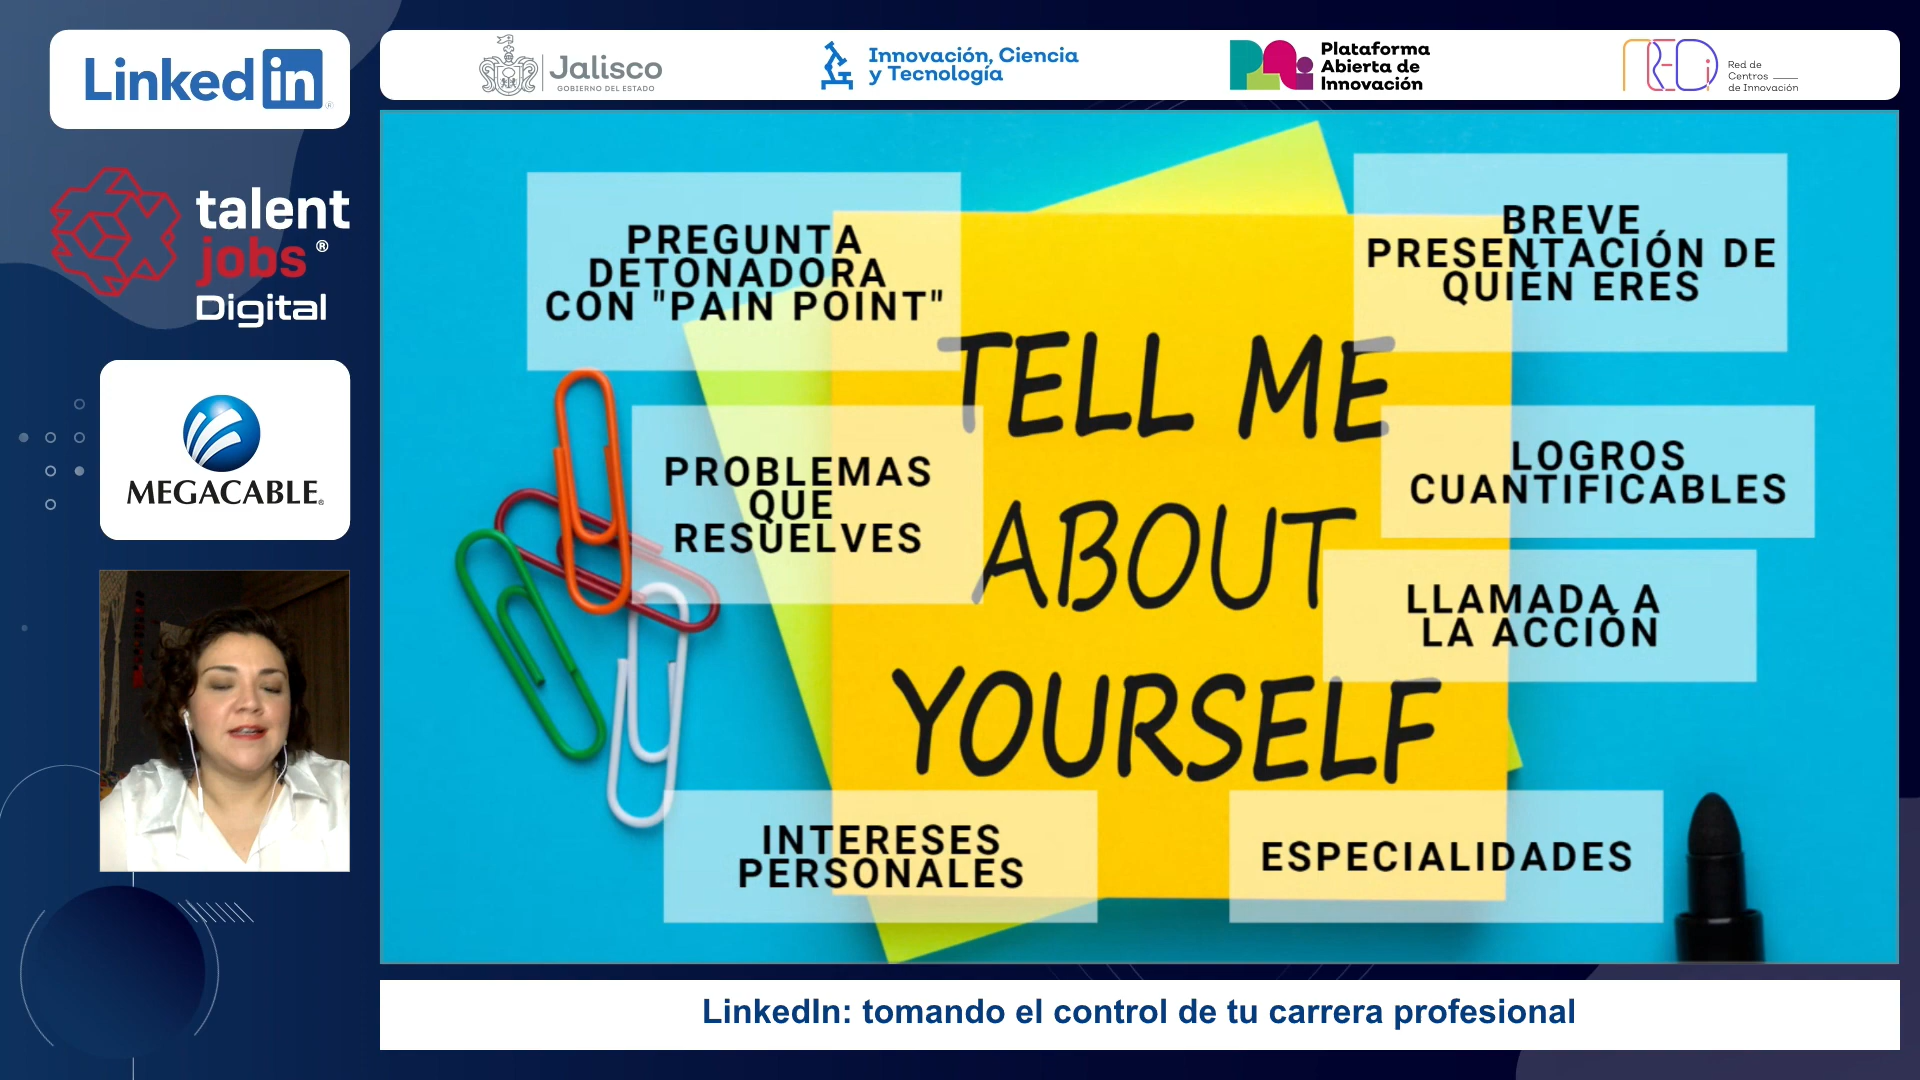 Linkedin
Jalisco
GOBIERNO DEL ESTADO
Innovación, Ciencia
y Tecnología
Plataforma
Abierta de
Innovación
REDi
Red de
Centros
de Innovación
talent
jobs ®
Digital
MEGACABLE®
PREGUNTA
DETONADORA
CON "PAIN POINT"
BREVE
PRESENTACIÓN DE
QUIÉN ERES
TELL ME
ABOUT
YOURSELF
PROBLEMAS
QUE
RESUELVES
LOGROS
CUANTIFICABLES
LLAMADA A
LA ACCIÓN
INTERESES
PERSONALES
ESPECIALIDADES
LinkedIn: tomando el control de tu carrera profesional